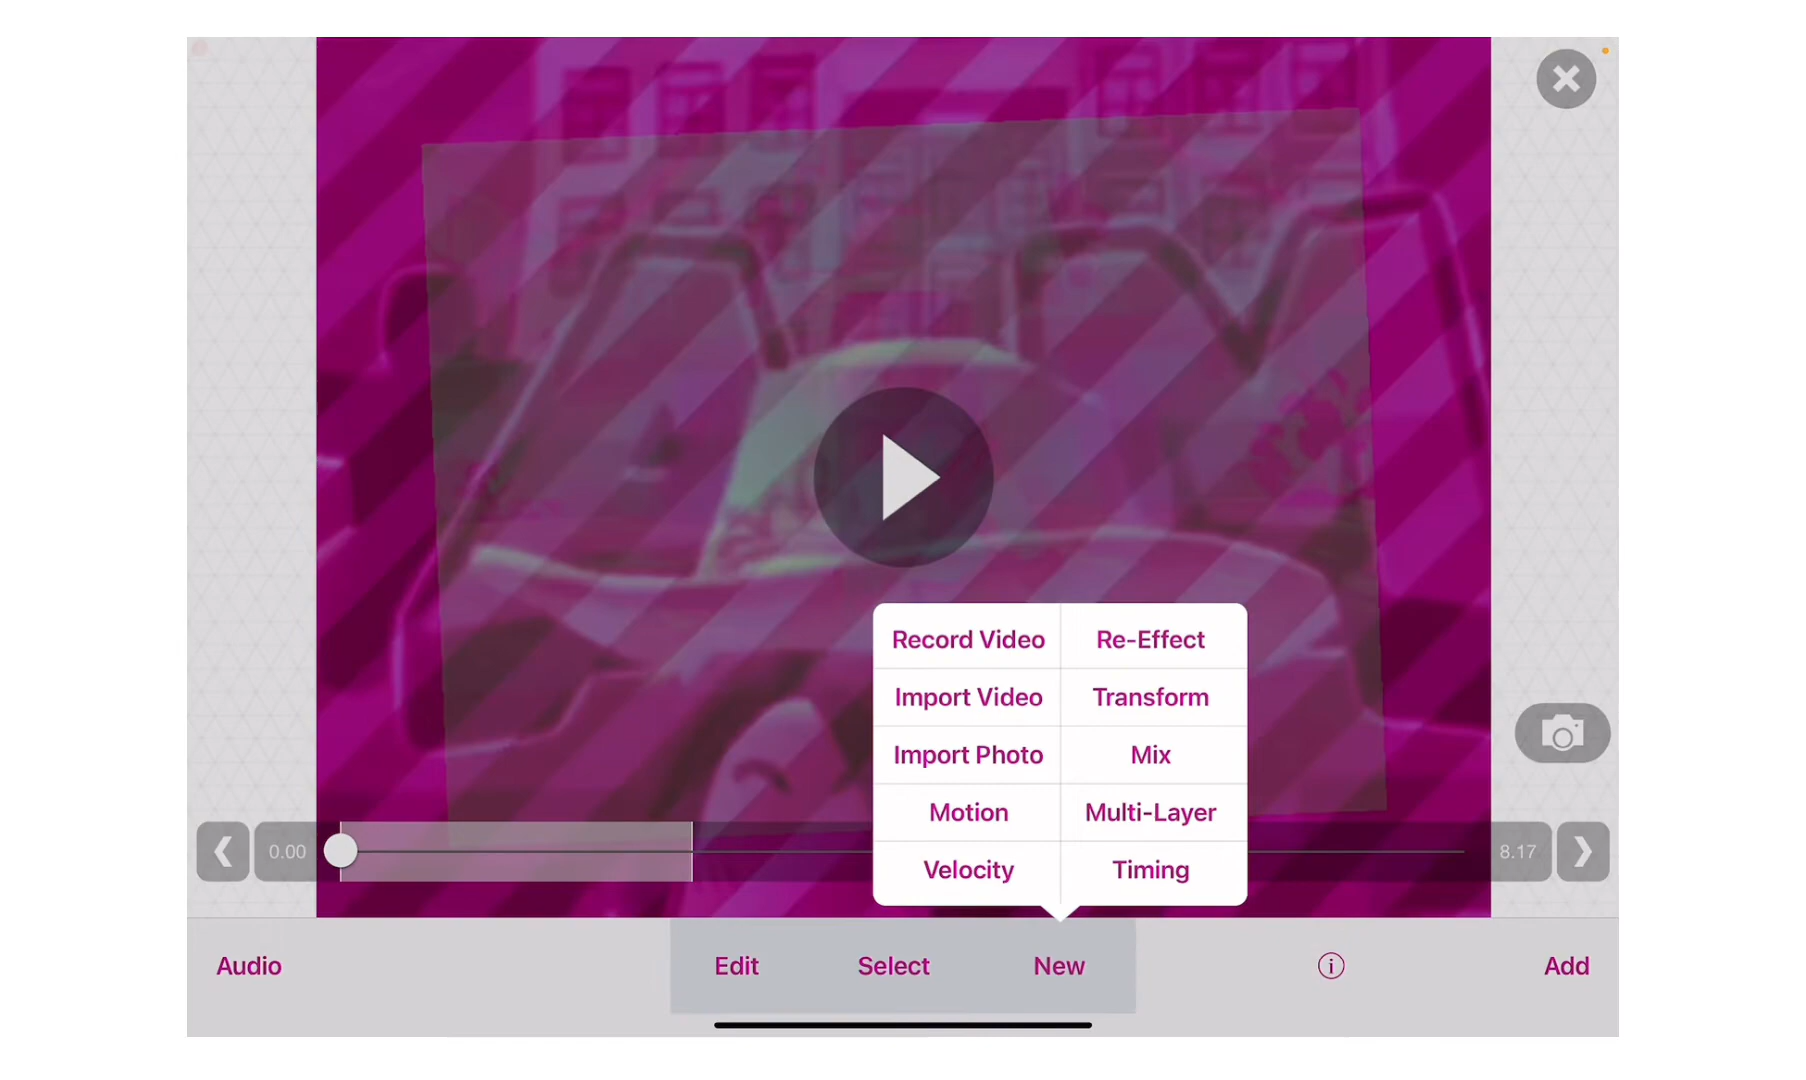 Record Video Re-Effect
Import Video Transform
Import Photo Mix
Motion Multi-Layer
Velocity Timing
0.00 8.17
Audio Edit Select New Add